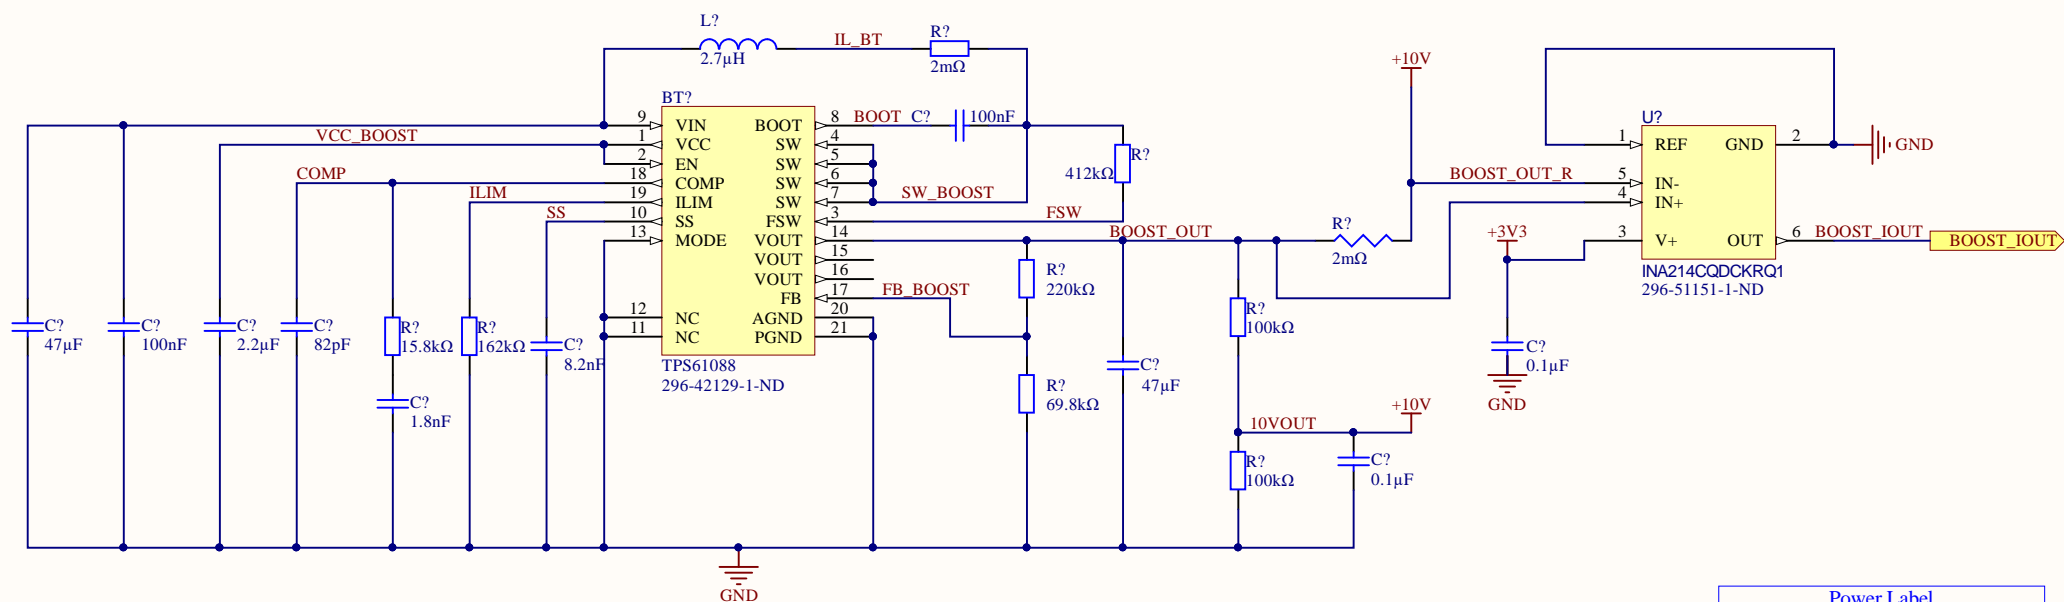 L?
2.7µH
IL_BT
R?
2mΩ
+10V
BT?
9
VIN
VCC_BOOST
1
VCC
2
EN
COMP
18
COMP
ILIM
19
ILIM
SS
10
SS
13
MODE
12
NC
11
NC
BOOT
8
BOOT
C?
100nF
SW
4
SW
5
SW
6
SW
7
SW_BOOST
FSW
3
FSW
VOUT
14
BOOST_OUT
VOUT
15
VOUT
16
FB
17
FB_BOOST
AGND
20
PGND
21
TPS61088
296-42129-1-ND
R?
412kΩ
C?
47µF
C?
100nF
C?
2.2µF
C?
82pF
R?
15.8kΩ
C?
1.8nF
R?
162kΩ
C?
8.2nF
R?
220kΩ
R?
69.8kΩ
C?
47µF
R?
100kΩ
10VOUT
+10V
R?
100kΩ
C?
0.1µF
R?
2mΩ
GND
U?
1
REF
GND
2
GND
BOOST_OUT_R
5
IN-
4
IN+
+3V3
3
V+
OUT
6
BOOST_IOUT
BOOST_IOUT
INA214CQDCKRQ1
296-51151-1-ND
C?
0.1µF
GND
Power Label